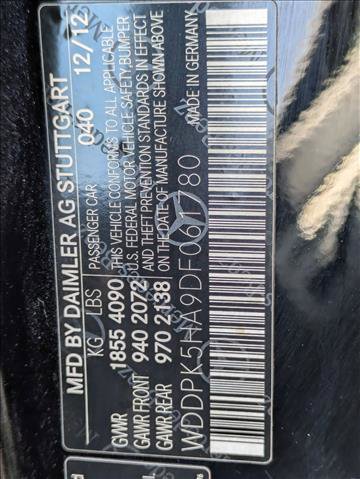 MFD BY DAIMLER AG STUTTGART
040 12/12
KG / LBS PASSENGER CAR
GVWR 1855 4090 THIS VEHICLE CONFORMS TO ALL APPLICABLE
GAWR FRONT 940 2072 U.S. FEDERAL MOTOR VEHICLE SAFETY, BUMPER
GAWR REAR 970 2138 AND THEFT PREVENTION STANDARDS IN EFFECT
ON THE DATE OF MANUFACTURE SHOWN ABOVE
MADE IN GERMANY